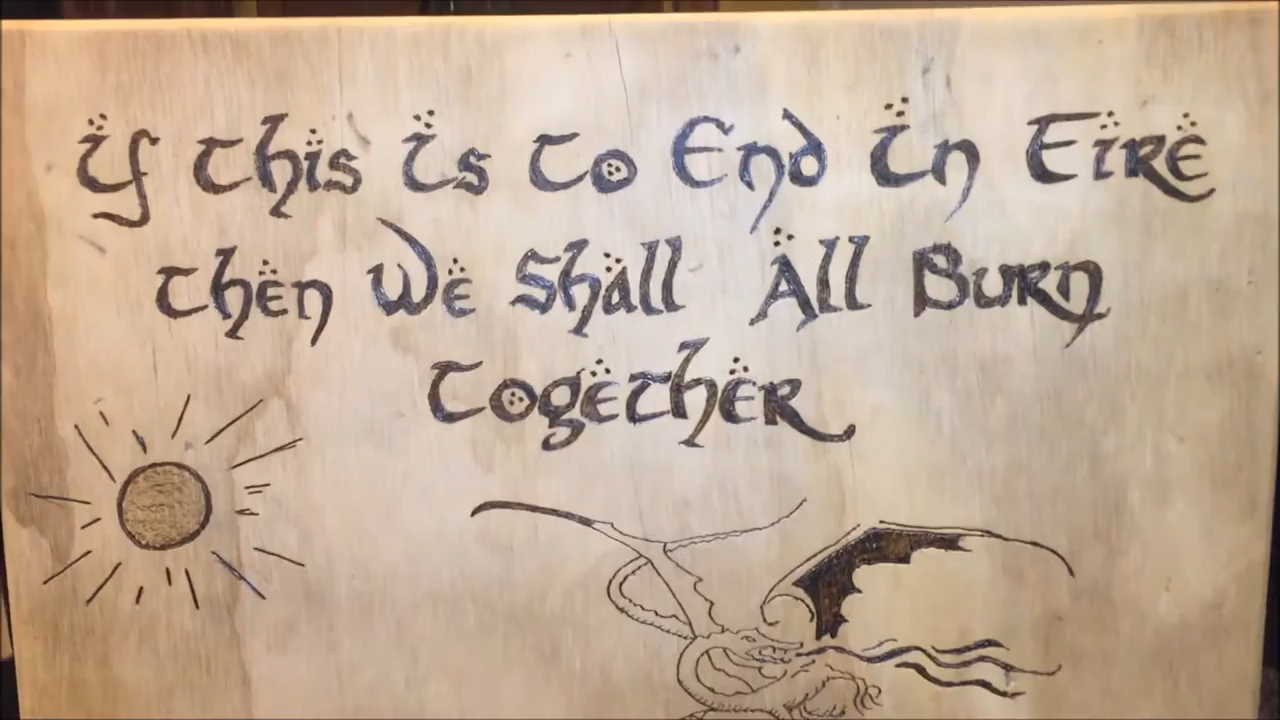 If This Is To End In Fire
Then We Shall All Burn
Together